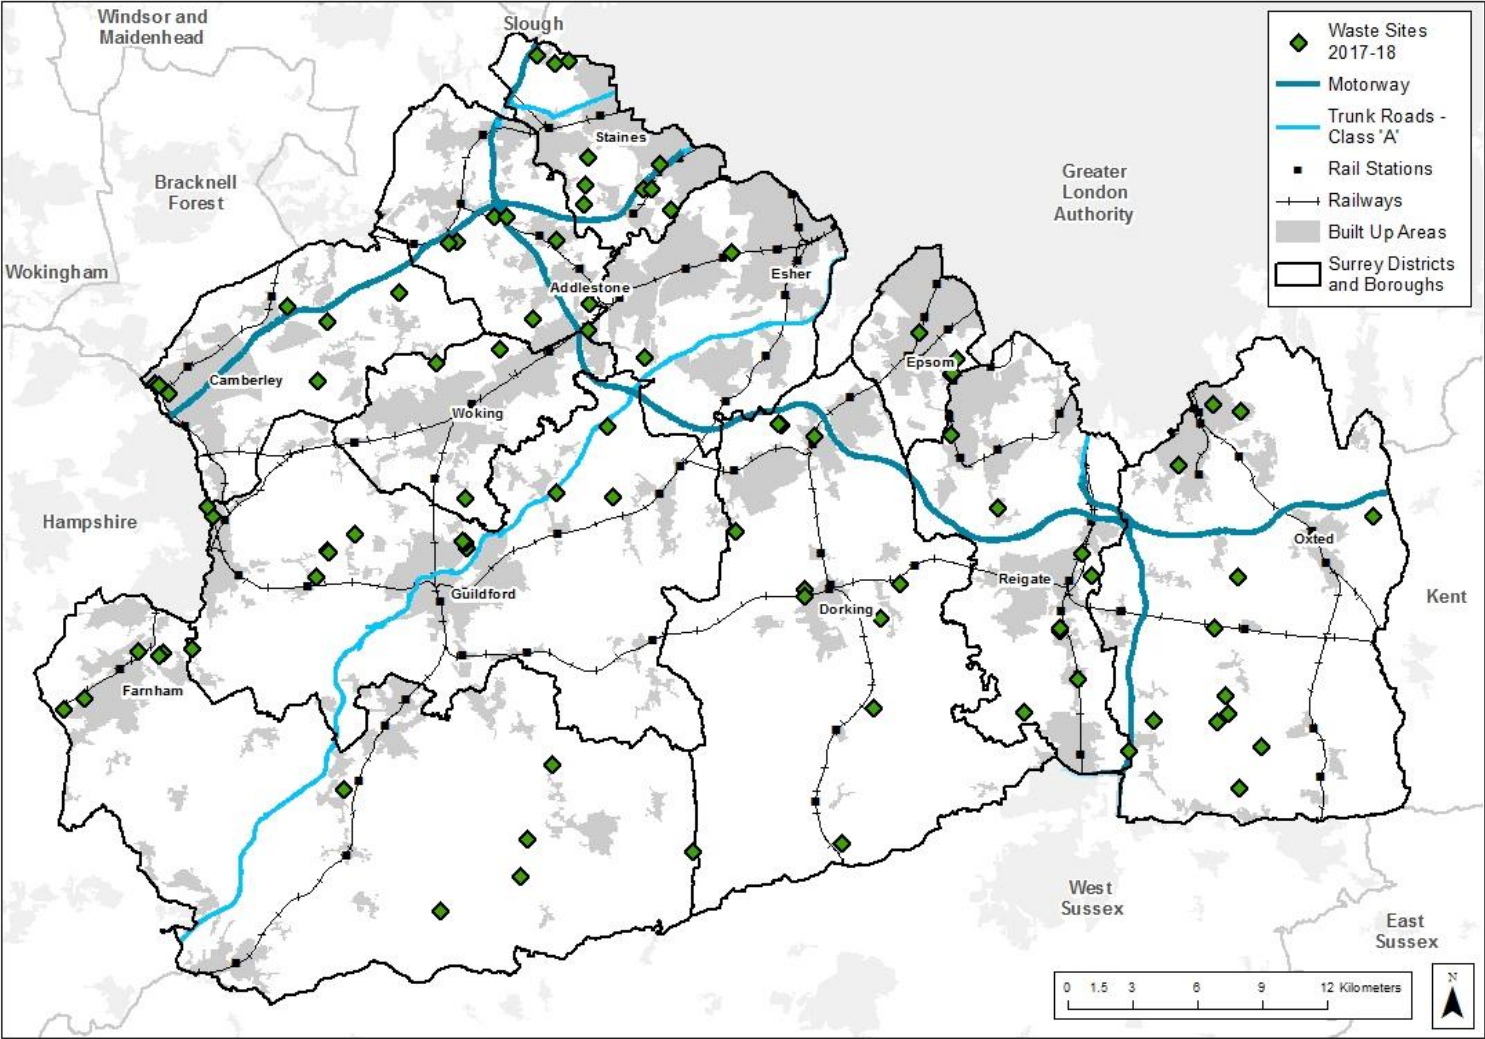 Windsor and
Maidenhead
Slough
Waste Sites
2017-18
Motorway
Trunk Roads -
Class 'A'
Rail Stations
Railways
Built Up Areas
Surrey Districts
and Boroughs
Staines
Bracknell
Forest
Greater
London
Authority
Wokingham
Esher
Addlestone
Epsom
Camberley
Woking
Hampshire
Oxted
Reigate
Guildford
Dorking
Kent
Farnham
West
Sussex
East
Sussex
0 1.5 3 6 9 12 Kilometers
N